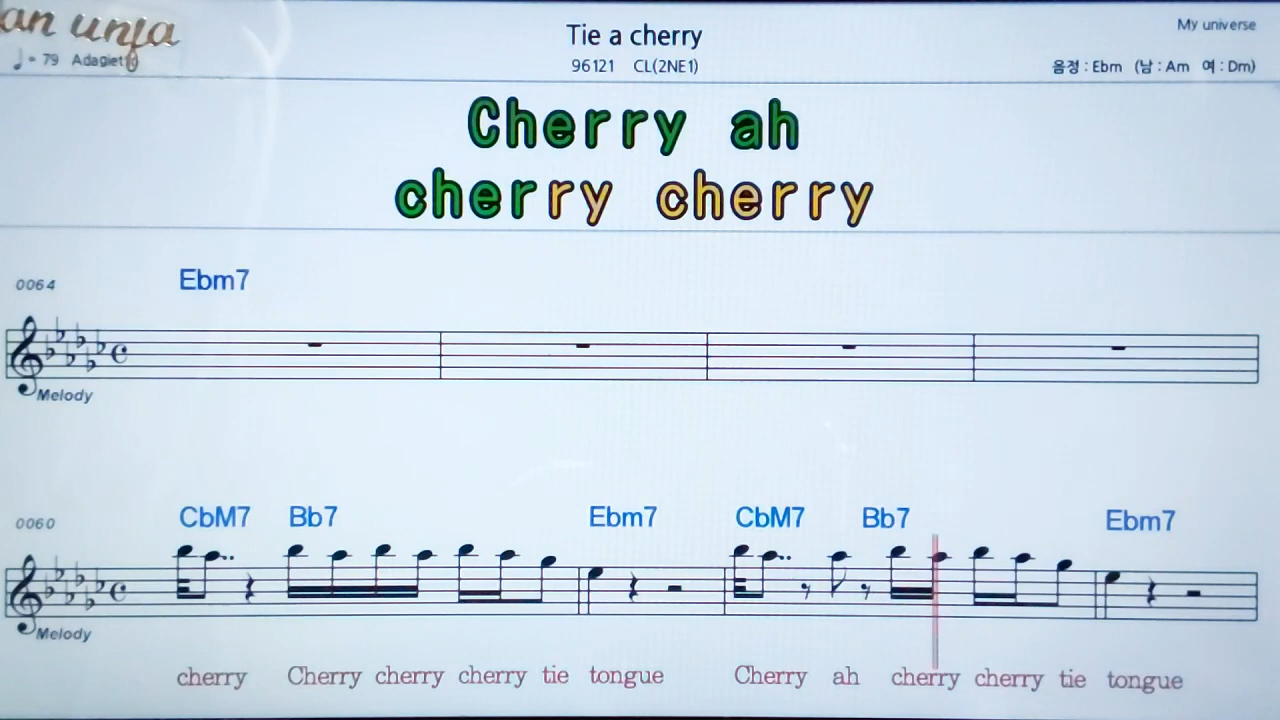 My universe
Tie a cherry
♩= 79 Adagietto
96121 CL(2NE1)
음정 : Ebm (남 : Am 여 : Dm)
Cherry ah
cherry cherry
0064 Ebm7
Melody
0060 CbM7 Bb7 Ebm7 CbM7 Bb7 Ebm7
Melody
cherry Cherry cherry cherry tie tongue Cherry ah cherry cherry tie tongue